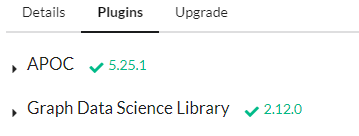 Details Plugins Upgrade
APOC 5.25.1
Graph Data Science Library 2.12.0